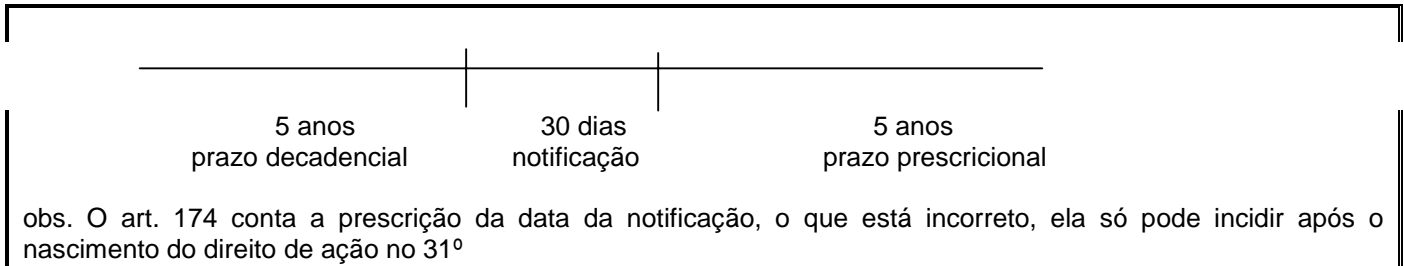 5 anos 30 dias 5 anos
prazo decadencial notificação prazo prescricional
obs. O art. 174 conta a prescrição da data da notificação, o que está incorreto, ela só pode incidir após o
nascimento do direito de ação no 31º